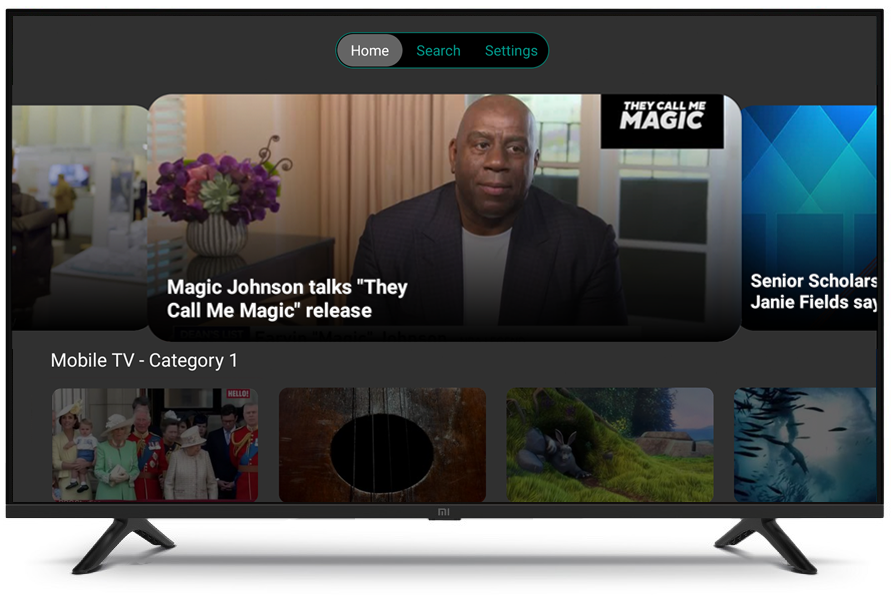 Home Search Settings
THEY CALL ME
MAGIC
Magic Johnson talks "They
Call Me Magic" release
Senior Scholars
Janie Fields say
Mobile TV - Category 1
HELLO!
mi